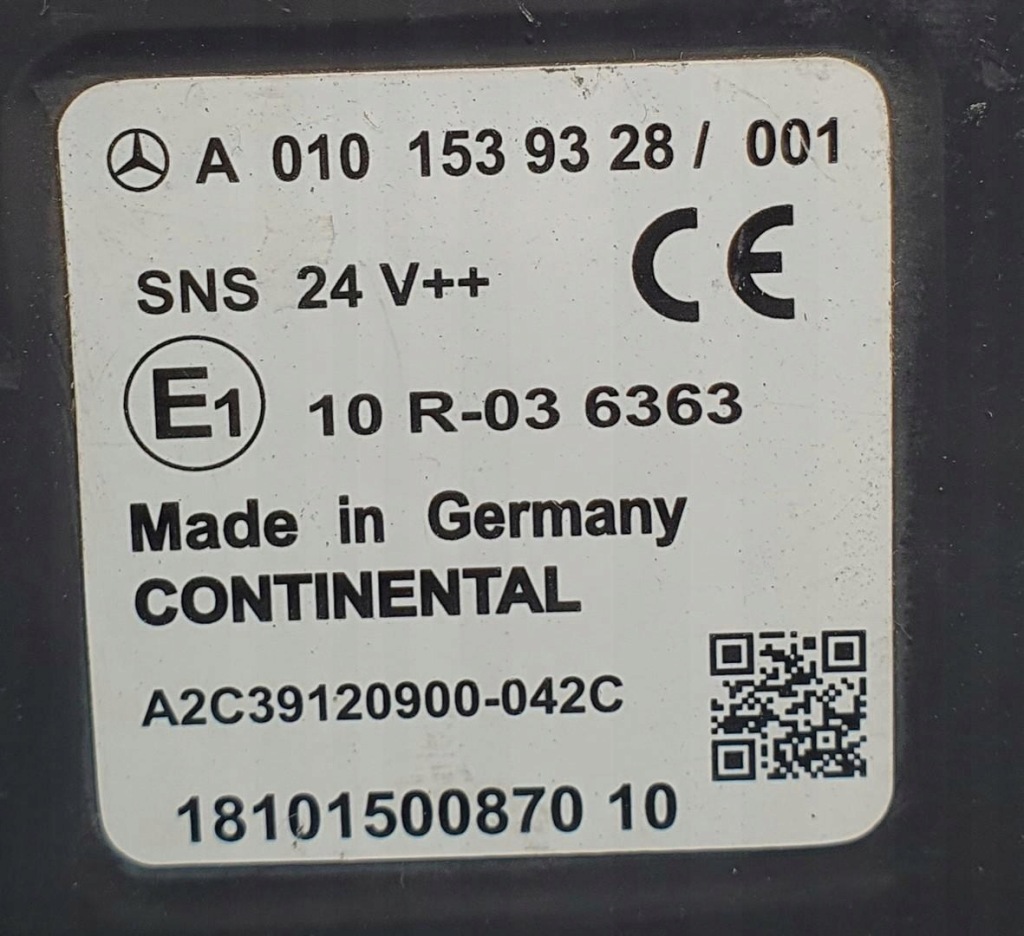 A 010 153 93 28 / 001
SNS 24 V++ CE
E1 10 R-03 6363
Made in Germany
CONTINENTAL
A2C39120900-042C
18101500870 10